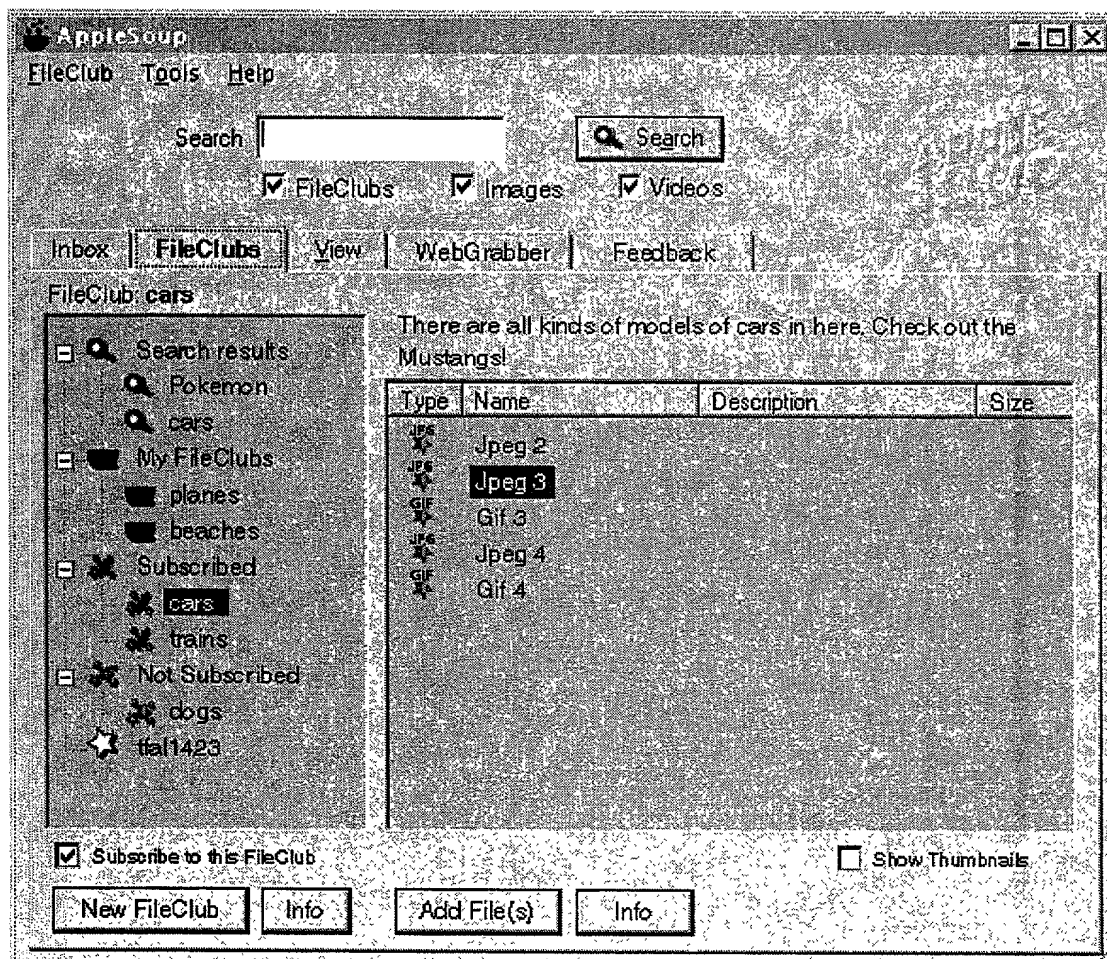 AppleSoup
FileClub Tools Help
Search Search
FileClubs Images Videos
Inbox FileClubs View WebGrabber Feedback
FileClub: cars
There are all kinds of models of cars in here. Check out the
Mustangs!
Search results
Pokemon
cars
My FileClubs
planes
beaches
Subscribed
cars
trains
Not Subscribed
dogs
tfal1423
Type Name Description Size
JPG Jpeg 2
JPG Jpeg 3
GIF Gif 3
JPG Jpeg 4
GIF Gif 4
Subscribe to this FileClub Show Thumbnails
New FileClub Info Add File(s) Info